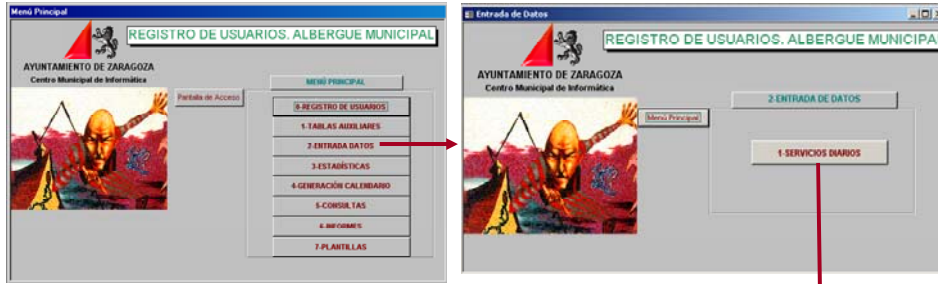 Menú Principal
REGISTRO DE USUARIOS. ALBERGUE MUNICIPAL
AYUNTAMIENTO DE ZARAGOZA
Centro Municipal de Informática
Pantalla de Acceso
MENÚ PRINCIPAL
0-REGISTRO DE USUARIOS
1-TABLAS AUXILIARES
2-ENTRADA DATOS
3-ESTADÍSTICAS
4-GENERACIÓN CALENDARIO
5-CONSULTAS
6-INFORMES
7-PLANTILLAS
Entrada de Datos
REGISTRO DE USUARIOS. ALBERGUE MUNICIPA
AYUNTAMIENTO DE ZARAGOZA
Centro Municipal de Informática
Menú Principal
2-ENTRADA DE DATOS
1-SERVICIOS DIARIOS